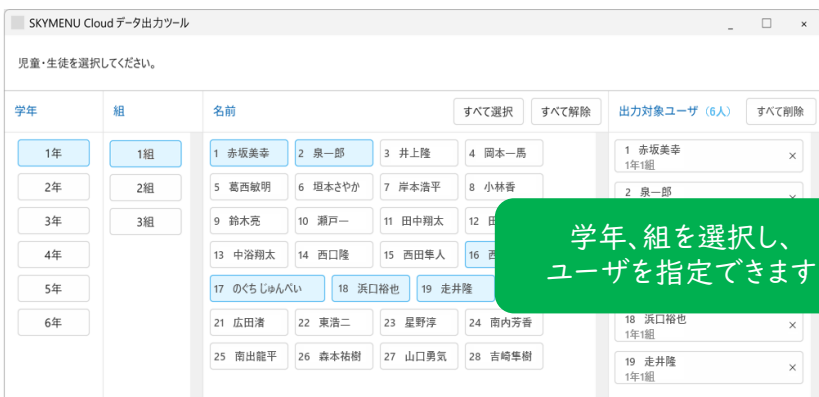 SKYMENU Cloud データ出力ツール
児童・生徒を選択してください。
学年
組
名前
すべて選択
すべて解除
出力対象ユーザ（6人）
すべて削除
1年
2年
3年
4年
5年
6年
1組
2組
3組
1 赤坂美幸
2 泉一郎
3 井上隆
4 岡本一馬
5 葛西敏明
6 垣本さやか
7 岸本浩平
8 小林香
9 鈴木亮
10 瀬戸一
11 田中翔太
12
13 中浴翔太
14 西口隆
15 西田隼人
16
17 のぐちじゅんぺい
18 浜口裕也
19 走井隆
21 広田渚
22 東浩二
23 星野淳
24 南内芳香
25 南出龍平
26 森本祐樹
27 山口勇気
28 吉崎隼樹
1 赤坂美幸
1年1組
2 泉一郎
18 浜口裕也
1年1組
19 走井隆
1年1組
学年、組を選択し、
ユーザを指定できます